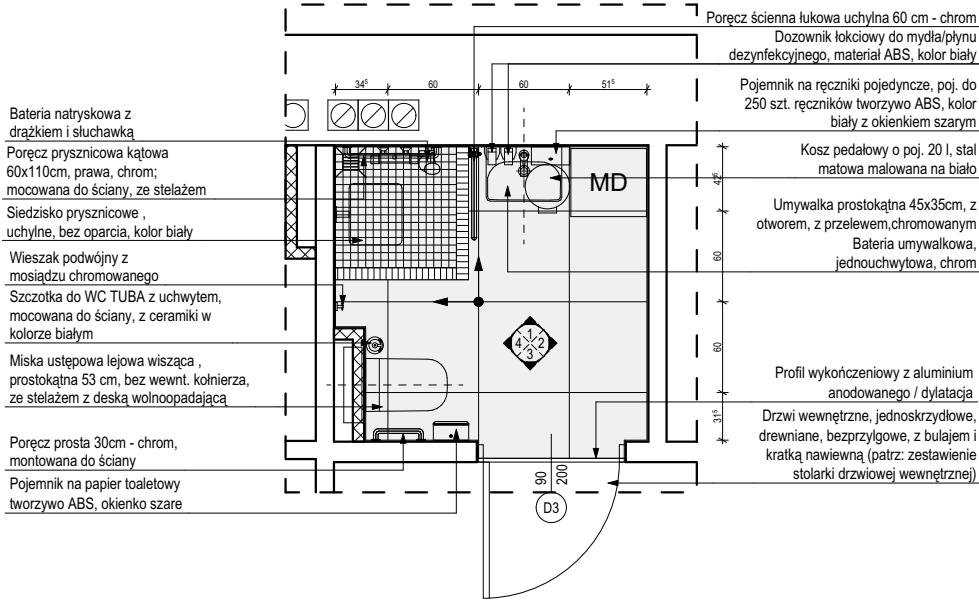 Poręcz ścienna łukowa uchylna 60 cm - chrom
Dozownik łokciowy do mydła/płynu
dezynfekcyjnego, materiał ABS, kolor biały
Pojemnik na ręczniki pojedyncze, poj. do
250 szt. ręczników tworzywo ABS, kolor
biały z okienkiem szarym
Kosz pedałowy o poj. 20 l, stal
matowa malowana na biało
Umywalka prostokątna 45x35cm, z
otworem, z przelewem,chromowanym
Bateria umywalkowa,
jednouchwytowa, chrom
Profil wykończeniowy z aluminium
anodowanego / dylatacja
Drzwi wewnętrzne, jednoskrzydłowe,
drewniane, bezprzylgowe, z bulajem i
kratką nawiewną (patrz: zestawienie
stolarki drzwiowej wewnętrznej)
Bateria natryskowa z
drążkiem i słuchawką
Poręcz prysznicowa kątowa
60x110cm, prawa, chrom;
mocowana do ściany, ze stelażem
Siedzisko prysznicowe ,
uchylne, bez oparcia, kolor biały
Wieszak podwójny z
mosiądzu chromowanego
Szczotka do WC TUBA z uchwytem,
mocowana do ściany, z ceramiki w
kolorze białym
Miska ustępowa lejowa wisząca ,
prostokątna 53 cm, bez wewnt. kołnierza,
ze stelażem z deską wolnoopadającą
Poręcz prosta 30cm - chrom,
montowana do ściany
Pojemnik na papier toaletowy
tworzywo ABS, okienko szare
34⁵ 60 60 51⁵
MD
42⁵
60
60
31⁵
1
4 2
3
90
200
D3